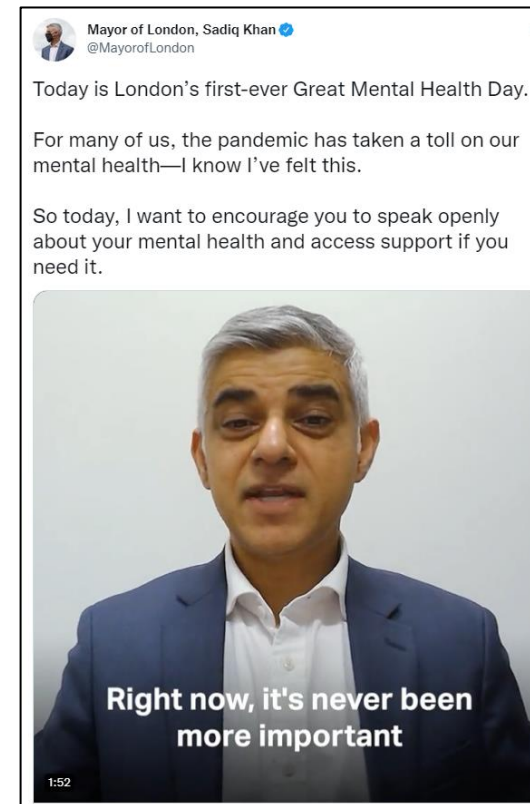 Mayor of London, Sadiq Khan
@MayorofLondon
Today is London’s first-ever Great Mental Health Day.
For many of us, the pandemic has taken a toll on our
mental health—I know I’ve felt this.
So today, I want to encourage you to speak openly
about your mental health and access support if you
need it.
Right now, it's never been
more important
1:52